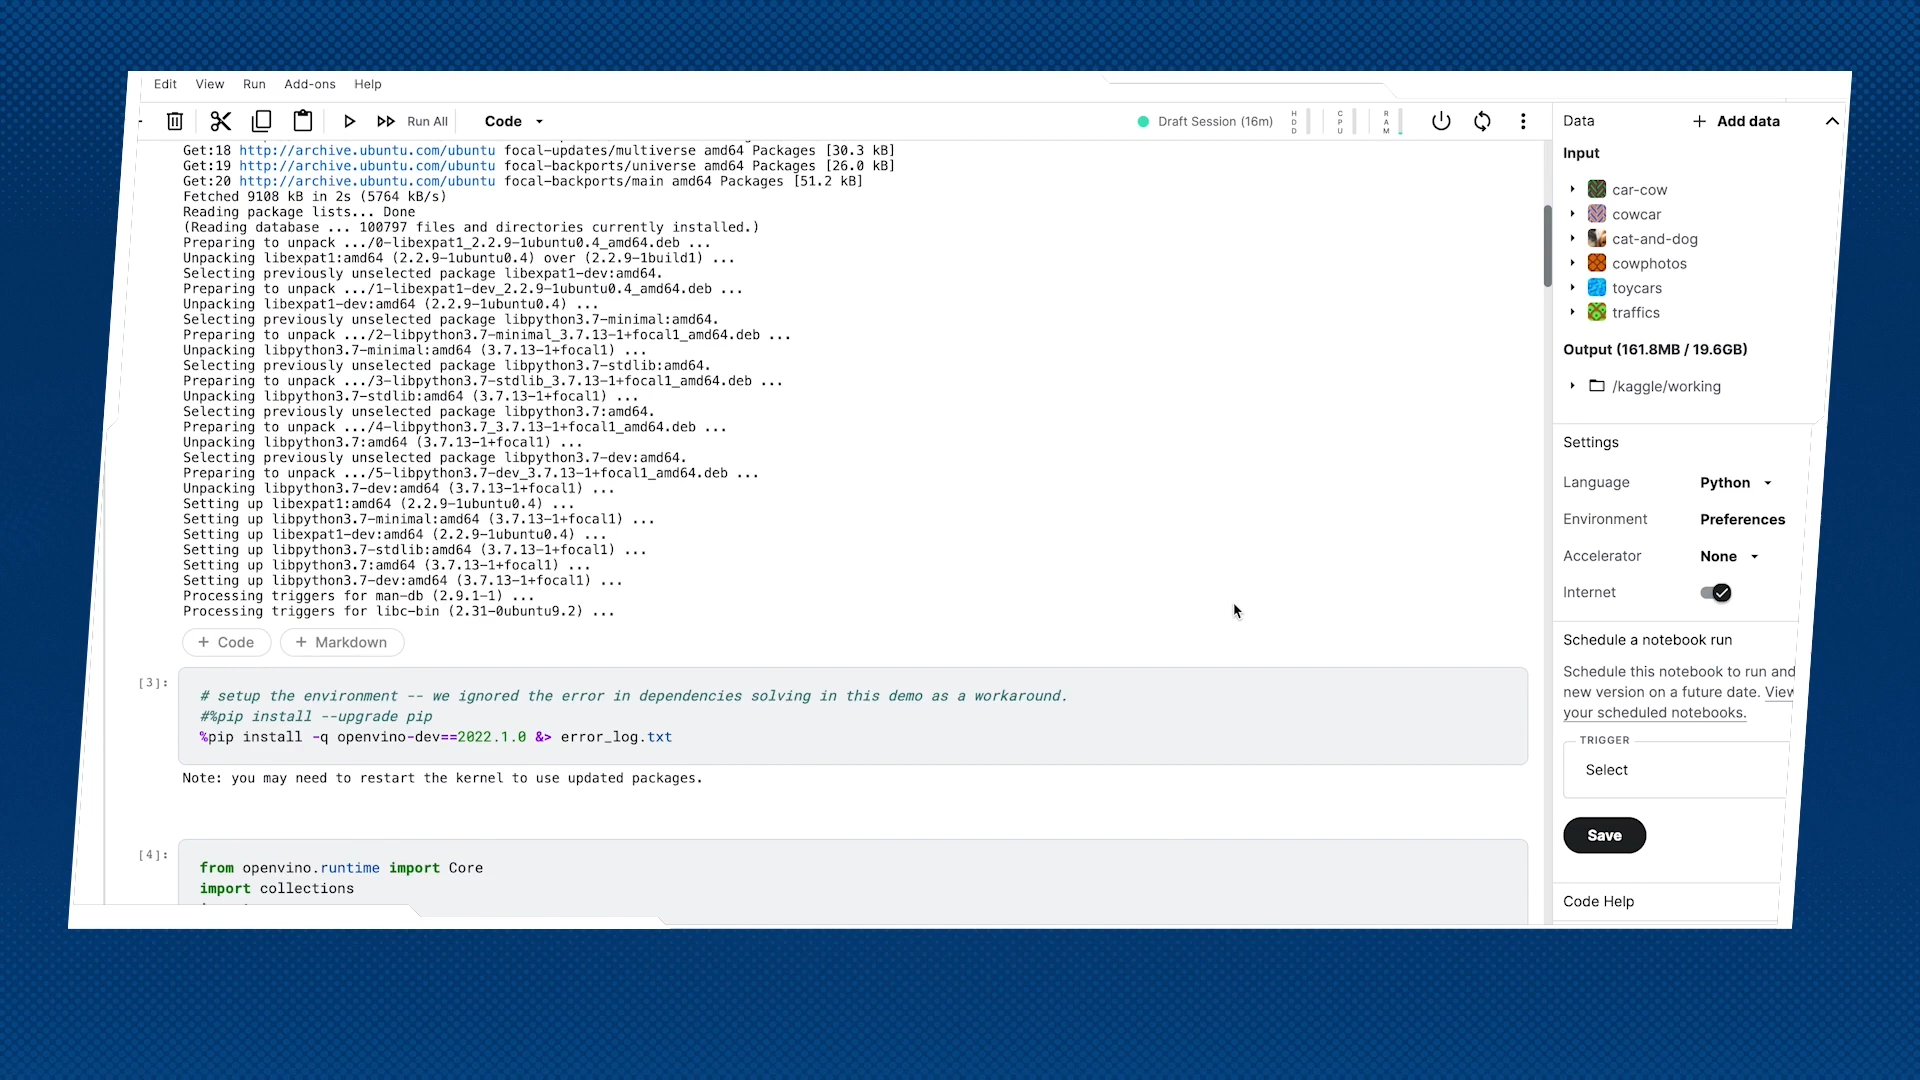 Edit View Run Add-ons Help
Run All Code Draft Session (16m) HDD CPU RAM
Get:18 http://archive.ubuntu.com/ubuntu focal-updates/multiverse amd64 Packages [30.3 kB]
Get:19 http://archive.ubuntu.com/ubuntu focal-backports/universe amd64 Packages [26.0 kB]
Get:20 http://archive.ubuntu.com/ubuntu focal-backports/main amd64 Packages [51.2 kB]
Fetched 9108 kB in 2s (5764 kB/s)
Reading package lists... Done
(Reading database ... 100797 files and directories currently installed.)
Preparing to unpack .../0-libexpat1_2.2.9-1ubuntu0.4_amd64.deb ...
Unpacking libexpat1:amd64 (2.2.9-1ubuntu0.4) over (2.2.9-1build1) ...
Selecting previously unselected package libexpat1-dev:amd64.
Preparing to unpack .../1-libexpat1-dev_2.2.9-1ubuntu0.4_amd64.deb ...
Unpacking libexpat1-dev:amd64 (2.2.9-1ubuntu0.4) ...
Selecting previously unselected package libpython3.7-minimal:amd64.
Preparing to unpack .../2-libpython3.7-minimal_3.7.13-1+focal1_amd64.deb ...
Unpacking libpython3.7-minimal:amd64 (3.7.13-1+focal1) ...
Selecting previously unselected package libpython3.7-stdlib:amd64.
Preparing to unpack .../3-libpython3.7-stdlib_3.7.13-1+focal1_amd64.deb ...
Unpacking libpython3.7-stdlib:amd64 (3.7.13-1+focal1) ...
Selecting previously unselected package libpython3.7:amd64.
Preparing to unpack .../4-libpython3.7_3.7.13-1+focal1_amd64.deb ...
Unpacking libpython3.7:amd64 (3.7.13-1+focal1) ...
Selecting previously unselected package libpython3.7-dev:amd64.
Preparing to unpack .../5-libpython3.7-dev_3.7.13-1+focal1_amd64.deb ...
Unpacking libpython3.7-dev:amd64 (3.7.13-1+focal1) ...
Setting up libexpat1:amd64 (2.2.9-1ubuntu0.4) ...
Setting up libpython3.7-minimal:amd64 (3.7.13-1+focal1) ...
Setting up libexpat1-dev:amd64 (2.2.9-1ubuntu0.4) ...
Setting up libpython3.7-stdlib:amd64 (3.7.13-1+focal1) ...
Setting up libpython3.7:amd64 (3.7.13-1+focal1) ...
Setting up libpython3.7-dev:amd64 (3.7.13-1+focal1) ...
Processing triggers for man-db (2.9.1-1) ...
Processing triggers for libc-bin (2.31-0ubuntu9.2) ...
+ Code + Markdown
[3]:
# setup the environment -- we ignored the error in dependencies solving in this demo as a workaround.
#%pip install --upgrade pip
%pip install -q openvino-dev==2022.1.0 &> error_log.txt
Note: you may need to restart the kernel to use updated packages.
[4]:
from openvino.runtime import Core
import collections
Data + Add data
Input
car-cow
cowcar
cat-and-dog
cowphotos
toycars
traffics
Output (161.8MB / 19.6GB)
/kaggle/working
Settings
Language Python
Environment Preferences
Accelerator None
Internet
Schedule a notebook run
Schedule this notebook to run and
new version on a future date. View
your scheduled notebooks.
TRIGGER
Select
Save
Code Help